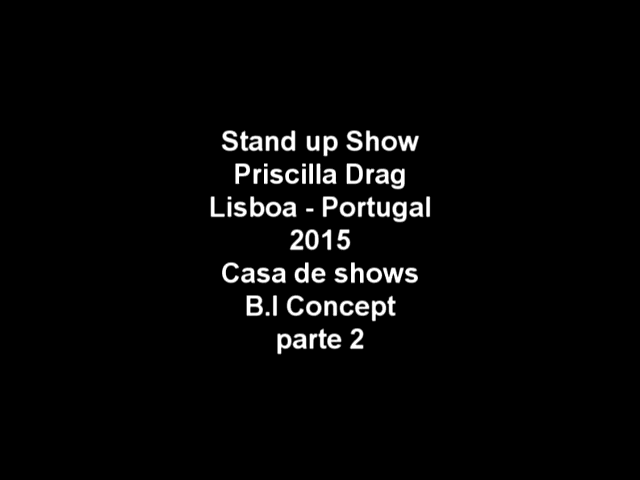 Stand up Show
Priscilla Drag
Lisboa - Portugal
2015
Casa de shows
B.I Concept
parte 2